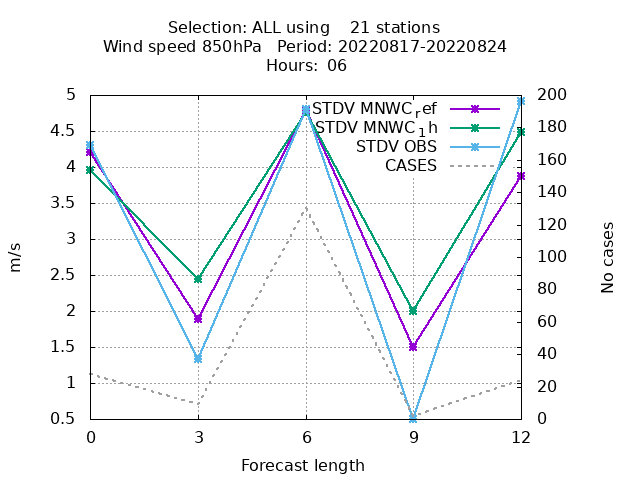 Selection: ALL using    21 stations
Wind speed 850hPa   Period: 20220817-20220824
Hours:  06
STDV MNWC_ref
STDV MNWC_1h
STDV OBS
CASES
5
4.5
4
3.5
3
2.5
2
1.5
1
0.5
200
180
160
140
120
100
80
60
40
20
0
m/s
No cases
0 3 6 9 12
Forecast length